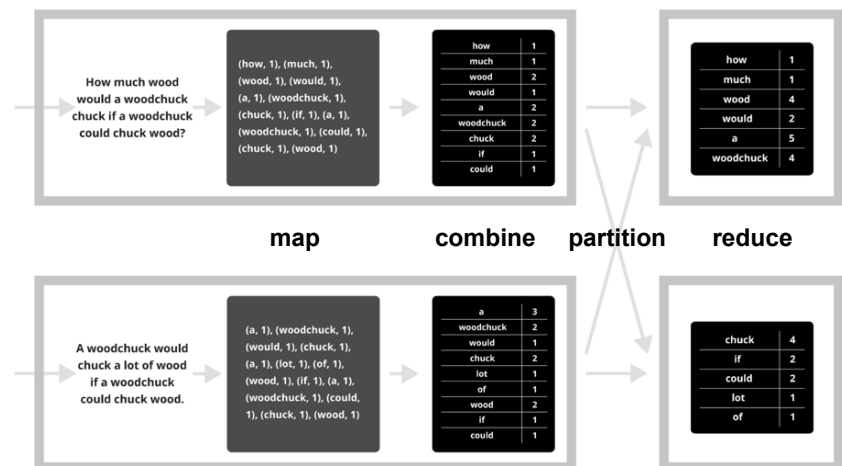 How much wood
would a woodchuck
chuck if a woodchuck
could chuck wood?
(how, 1), (much, 1),
(wood, 1), (would, 1),
(a, 1), (woodchuck, 1),
(chuck, 1), (if, 1), (a, 1),
(woodchuck, 1), (could, 1),
(chuck, 1), (wood, 1)
how 1
much 1
wood 2
would 1
a 2
woodchuck 2
chuck 2
if 1
could 1
how 1
much 1
wood 4
would 2
a 5
woodchuck 4
map combine partition reduce
A woodchuck would
chuck a lot of wood
if a woodchuck
could chuck wood.
(a, 1), (woodchuck, 1),
(would, 1), (chuck, 1),
(a, 1), (lot, 1), (of, 1),
(wood, 1), (if, 1), (a, 1),
(woodchuck, 1), (could,
1), (chuck, 1), (wood, 1)
a 3
woodchuck 2
would 1
chuck 2
lot 1
of 1
wood 2
if 1
could 1
chuck 4
if 2
could 2
lot 1
of 1